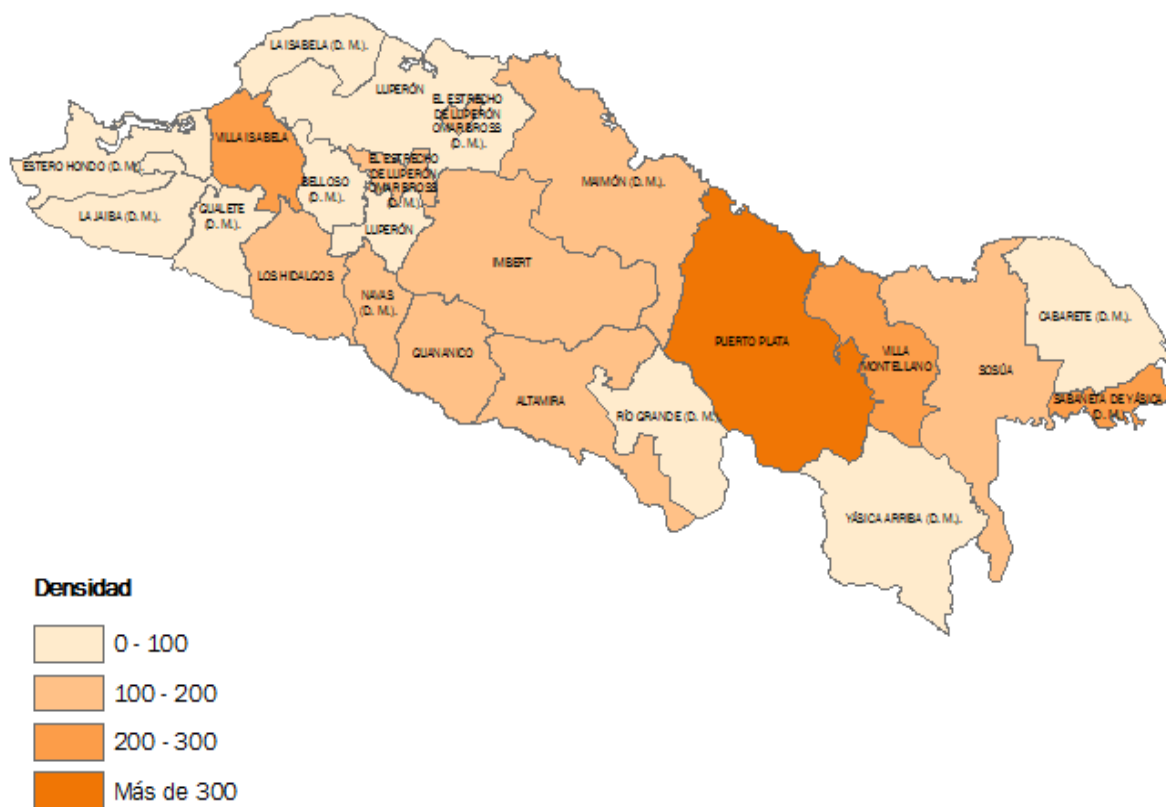 LA ISABELA (D. M.).
LUPERÓN
EL ESTRECHO
DE LUPERÓN
OMAR BROSS
(D. M.).
VILLA ISABELA
ESTERO HONDO (D. M.).
BELLOSO
(D. M.).
EL ESTRECHO
DE LUPERÓN
OMAR BROSS
(D. M.).
MAIMÓN (D. M.).
LA JAIBA (D. M.).
GUALETE
(D. M.).
LUPERÓN
IMBERT
LOS HIDALGOS
NAVAS
(D. M.).
CABARETE (D. M.).
GUANANICO
PUERTO PLATA
VILLA
MONTELLANO
SOSÚA
ALTAMIRA
RÍO GRANDE (D. M.).
SABANETA DE YÁSICA
(D. M.).
YÁSICA ARRIBA (D. M.).
Densidad
0 - 100
100 - 200
200 - 300
Más de 300